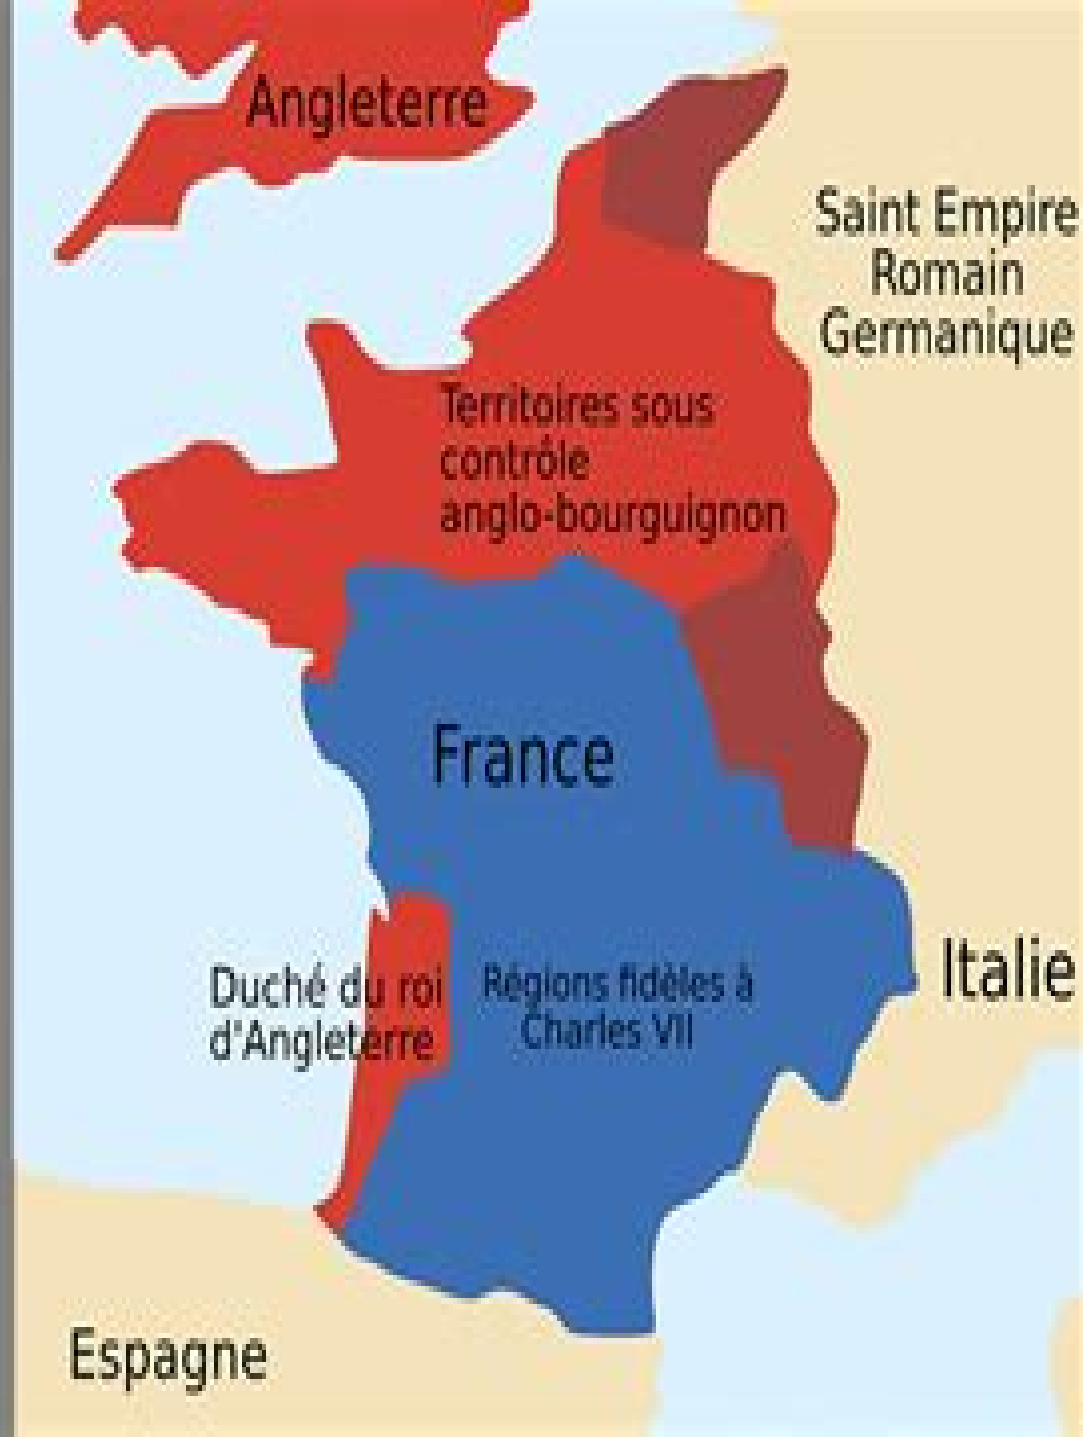 Angleterre
Saint Empire
Romain
Germanique
Territoires sous
contrôle
anglo-bourguignon
France
Duché du roi
d'Angleterre
Régions fidèles à
Charles VII
Italie
Espagne